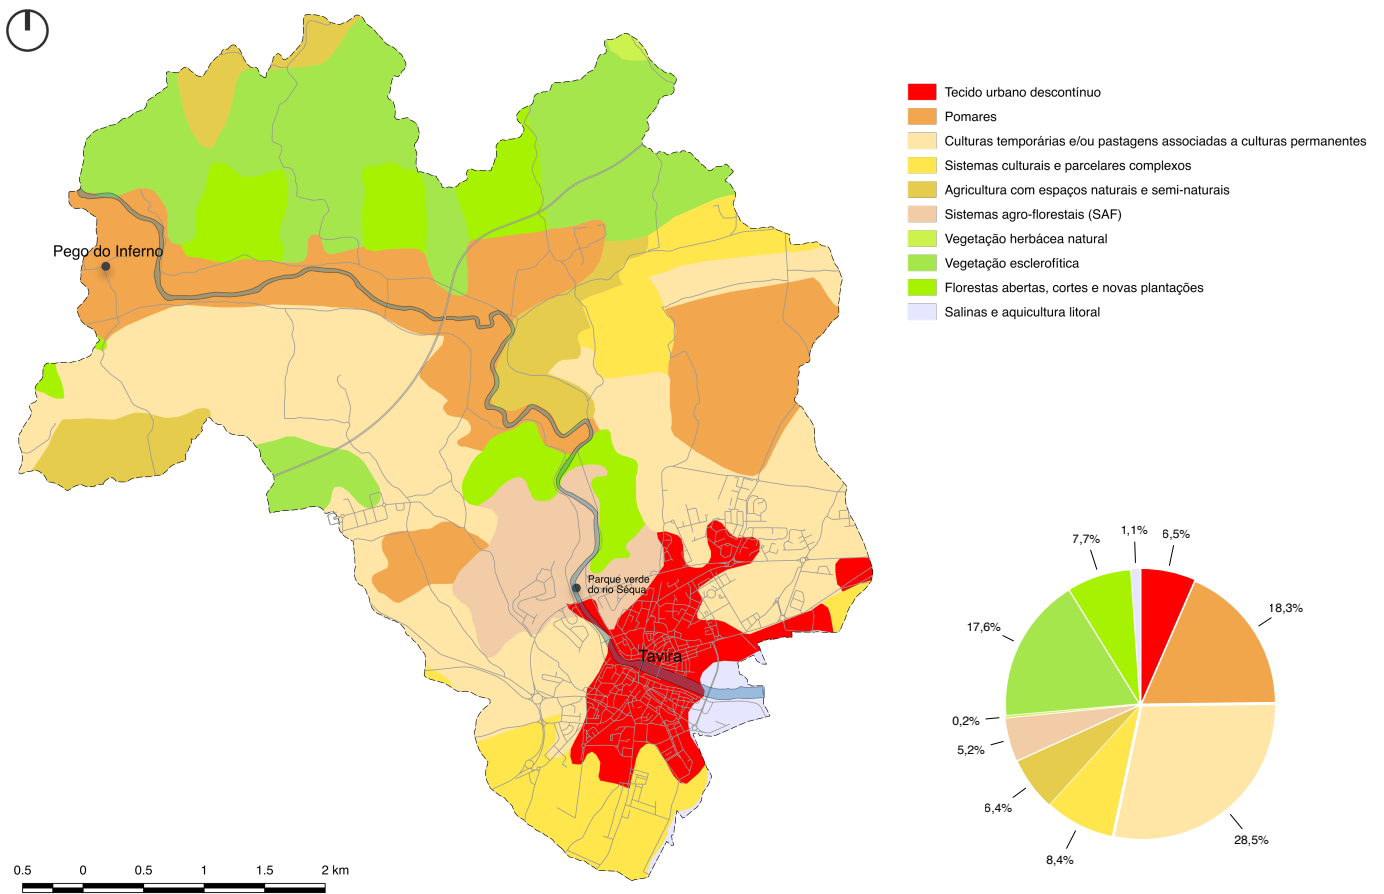 Tecido urbano descontínuo
Pomares
Culturas temporárias e/ou pastagens associadas a culturas permanentes
Sistemas culturais e parcelares complexos
Agricultura com espaços naturais e semi-naturais
Sistemas agro-florestais (SAF)
Vegetação herbácea natural
Vegetação esclerofítica
Florestas abertas, cortes e novas plantações
Salinas e aquicultura litoral
Pego do Inferno
Parque verde
do rio Séqua
Tavira
1,1%
6,5%
7,7%
18,3%
17,6%
0,2%
5,2%
6,4%
8,4%
28,5%
0.5 0 0.5 1 1.5 2 km